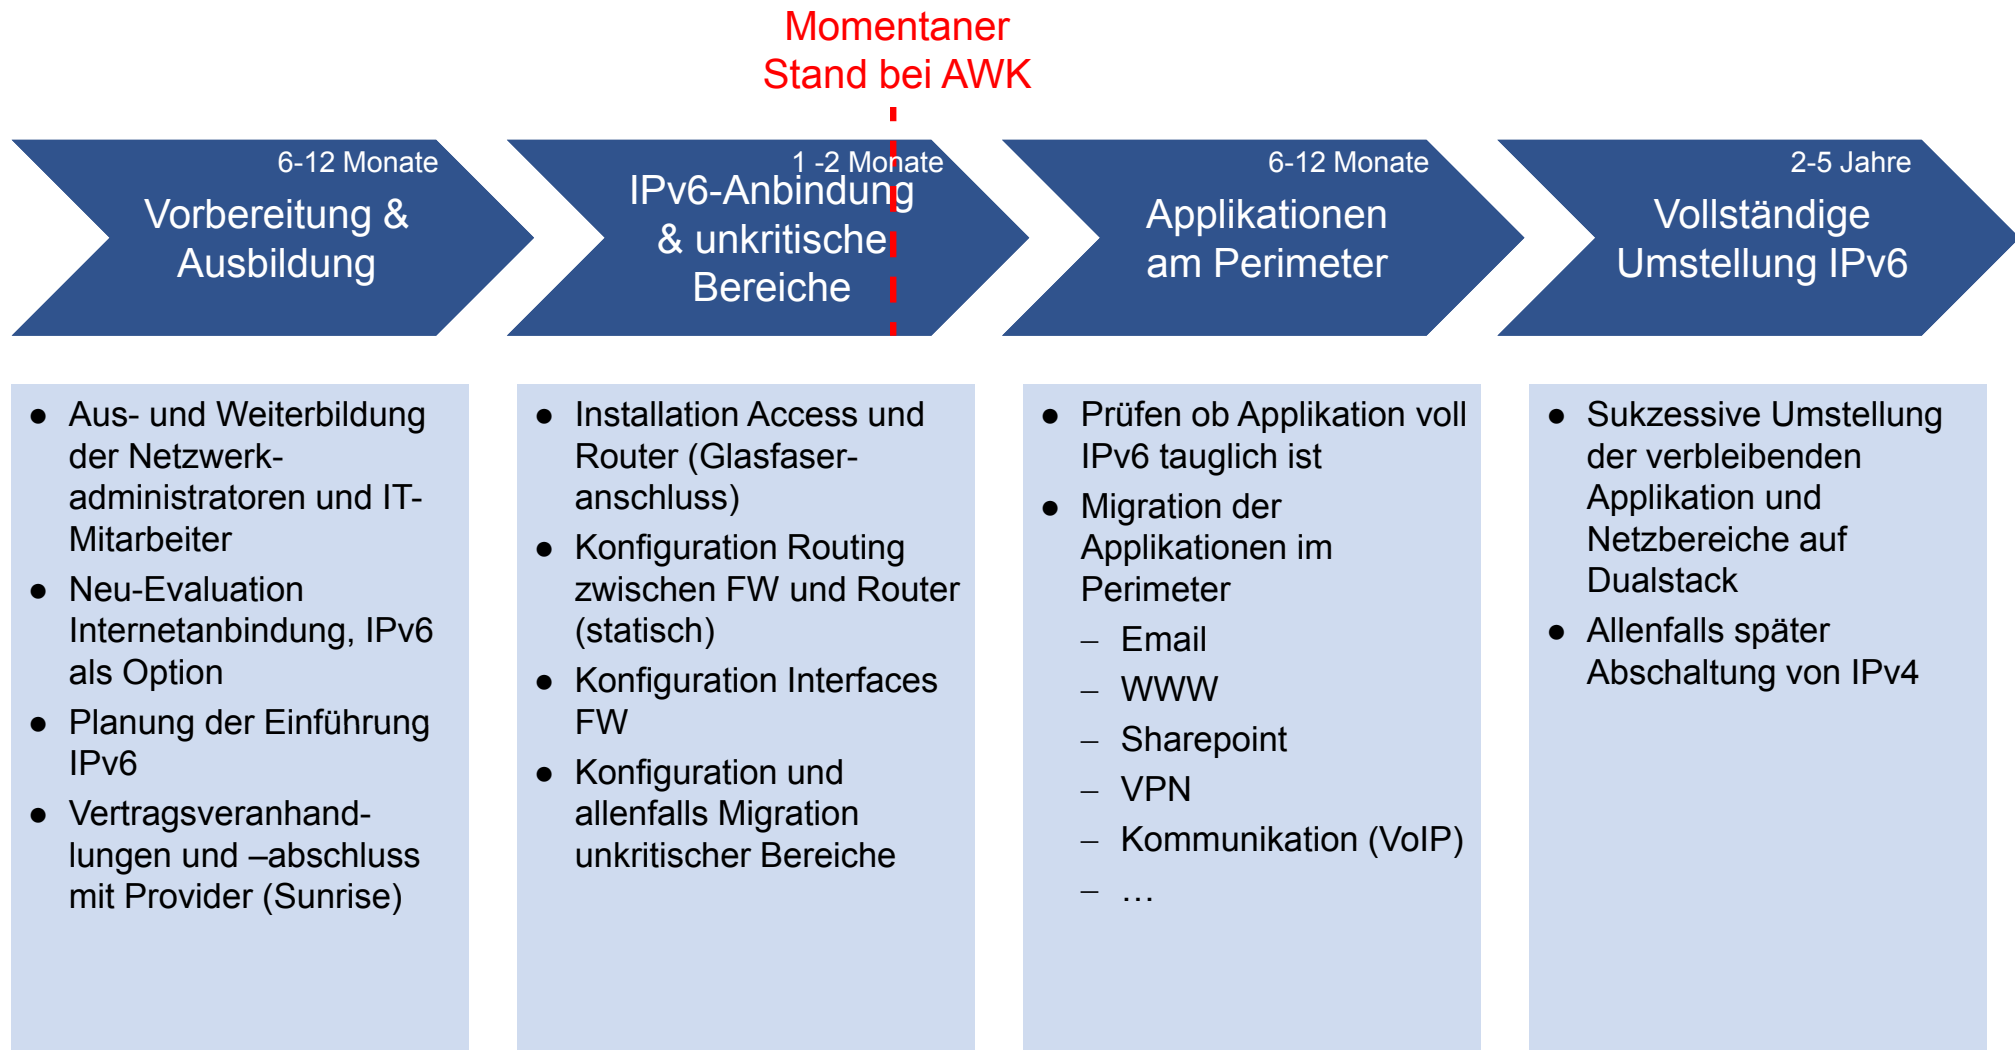 Momentaner
Stand bei AWK
6-12 Monate
Vorbereitung &
Ausbildung
1 -2 Monate
IPv6-Anbindung
& unkritische
Bereiche
6-12 Monate
Applikationen
am Perimeter
2-5 Jahre
Vollständige
Umstellung IPv6
● Aus- und Weiterbildung
der Netzwerk-
administratoren und IT-
Mitarbeiter
● Neu-Evaluation
Internetanbindung, IPv6
als Option
● Planung der Einführung
IPv6
● Vertragsveranhand-
lungen und –abschluss
mit Provider (Sunrise)
● Installation Access und
Router (Glasfaser-
anschluss)
● Konfiguration Routing
zwischen FW und Router
(statisch)
● Konfiguration Interfaces
FW
● Konfiguration und
allenfalls Migration
unkritischer Bereiche
● Prüfen ob Applikation voll
IPv6 tauglich ist
● Migration der
Applikationen im
Perimeter
– Email
– WWW
– Sharepoint
– VPN
– Kommunikation (VoIP)
– …
● Sukzessive Umstellung
der verbleibenden
Applikation und
Netzbereiche auf
Dualstack
● Allenfalls später
Abschaltung von IPv4